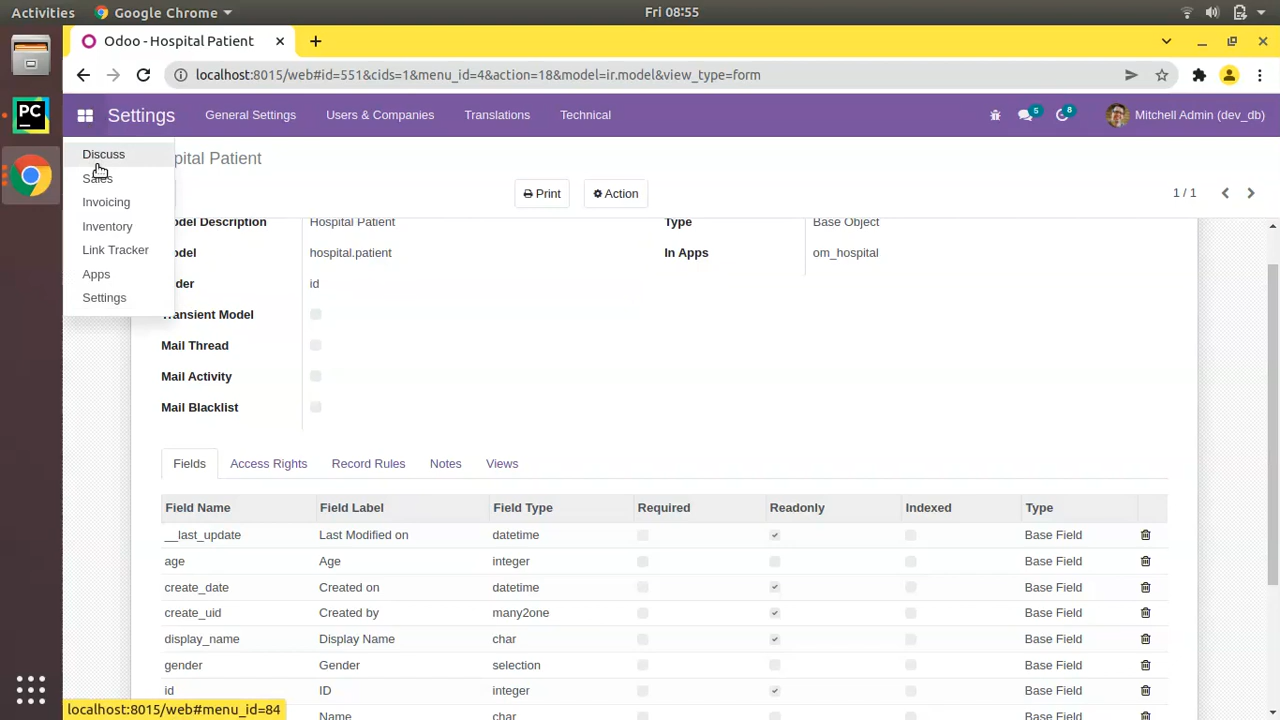 Activities
Google Chrome
Fri 08:55
Odoo - Hospital Patient
localhost:8015/web#id=551&cids=1&menu_id=4&action=18&model=ir.model&view_type=form
Settings
General Settings
Users & Companies
Translations
Technical
5
8
Mitchell Admin (dev_db)
Discuss
Sales
Invoicing
Inventory
Link Tracker
Apps
Settings
pital Patient
Print
Action
1 / 1
odel Description
Hospital Patient
Type
Base Object
odel
hospital.patient
In Apps
om_hospital
der
id
Transient Model
Mail Thread
Mail Activity
Mail Blacklist
Fields
Access Rights
Record Rules
Notes
Views
Field Name Field Label Field Type Required Readonly Indexed Type
__last_update Last Modified on datetime Base Field
age Age integer Base Field
create_date Created on datetime Base Field
create_uid Created by many2one Base Field
display_name Display Name char Base Field
gender Gender selection Base Field
id ID integer Base Field
Name char Base Field
localhost:8015/web#menu_id=84
PC